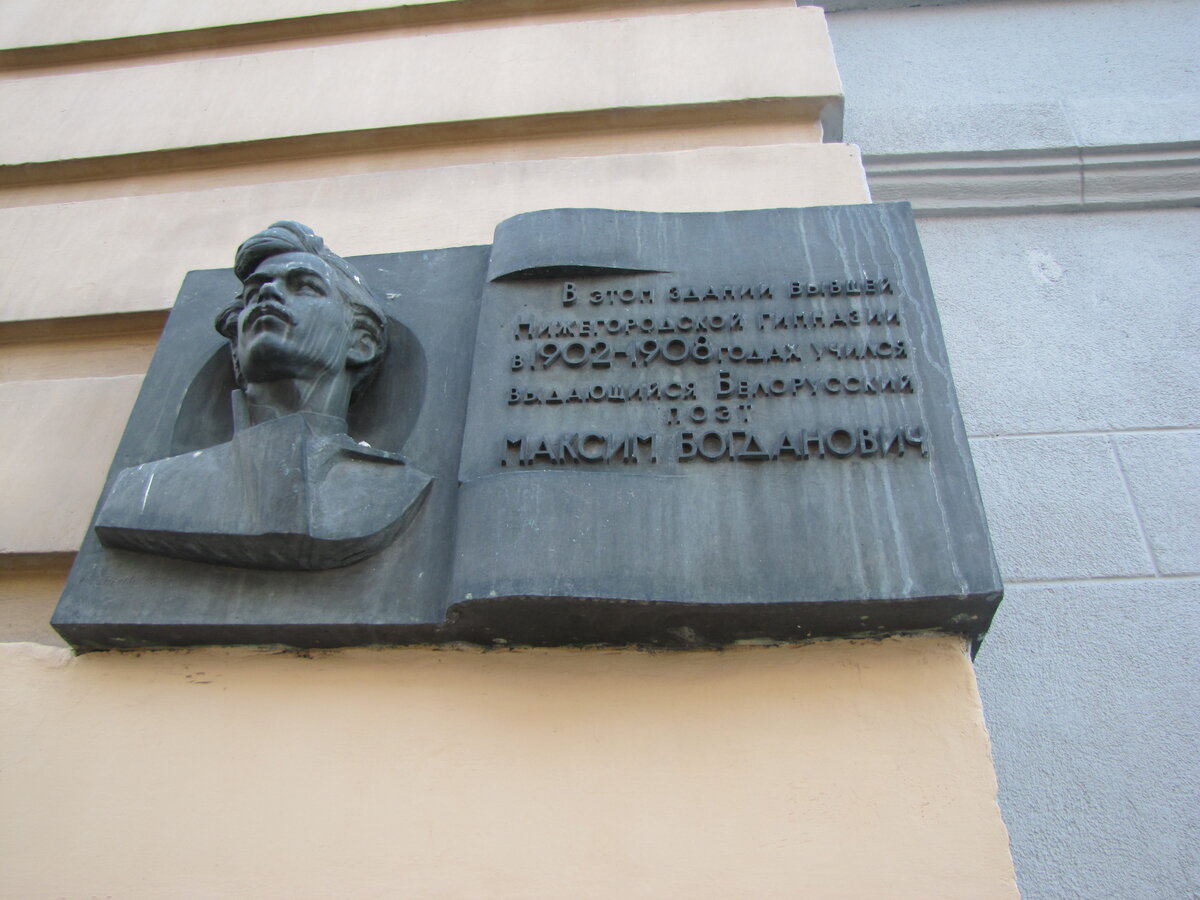 В этом здании бывшей
Нижегородской гимназии
в 1902-1908 годах учился
выдающийся Белорусский
поэт
МАКСИМ БОГДАНОВИЧ